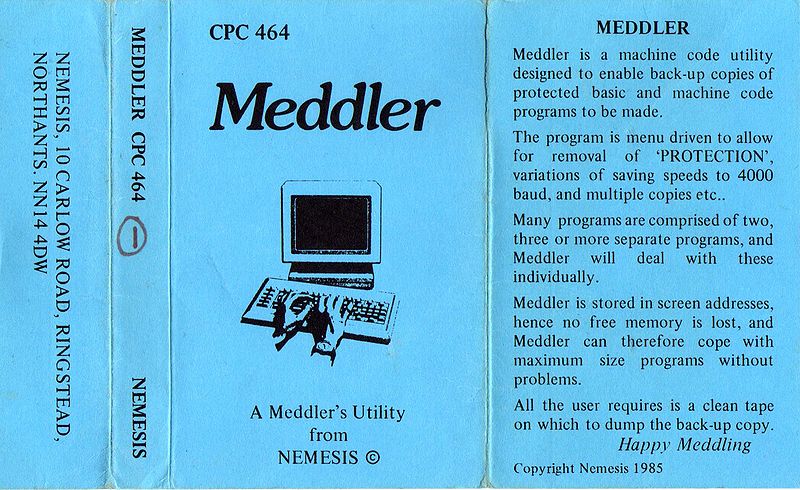 NEMESIS, 10 CARLOW ROAD, RINGSTEAD,
NORTHANTS. NN14 4DW
MEDDLER CPC 464
1
NEMESIS
CPC 464
Meddler
A Meddler's Utility
from
NEMESIS ©
MEDDLER
Meddler is a machine code utility
designed to enable back-up copies of
protected basic and machine code
programs to be made.
The program is menu driven to allow
for removal of 'PROTECTION',
variations of saving speeds to 4000
baud, and multiple copies etc..
Many programs are comprised of two,
three or more separate programs, and
Meddler will deal with these
individually.
Meddler is stored in screen addresses,
hence no free memory is lost, and
Meddler can therefore cope with
maximum size programs without
problems.
All the user requires is a clean tape
on which to dump the back-up copy.
Happy Meddling
Copyright Nemesis 1985